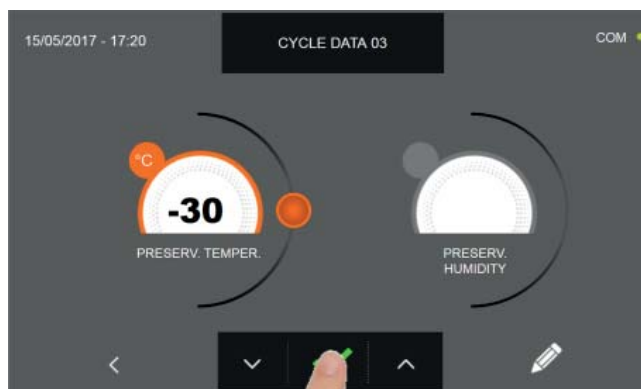 15/05/2017 - 17:20
CYCLE DATA 03
COM
°C
-30
PRESERV. TEMPER.
PRESERV.
HUMIDITY